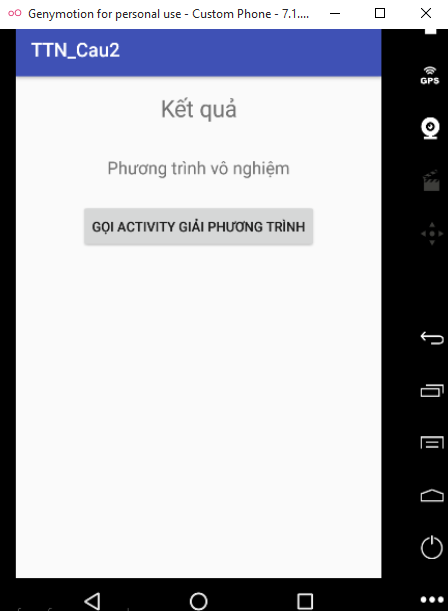 Genymotion for personal use - Custom Phone - 7.1....
TTN_Cau2
GPS
Kết quả
Phương trình vô nghiệm
GỌI ACTIVITY GIẢI PHƯƠNG TRÌNH